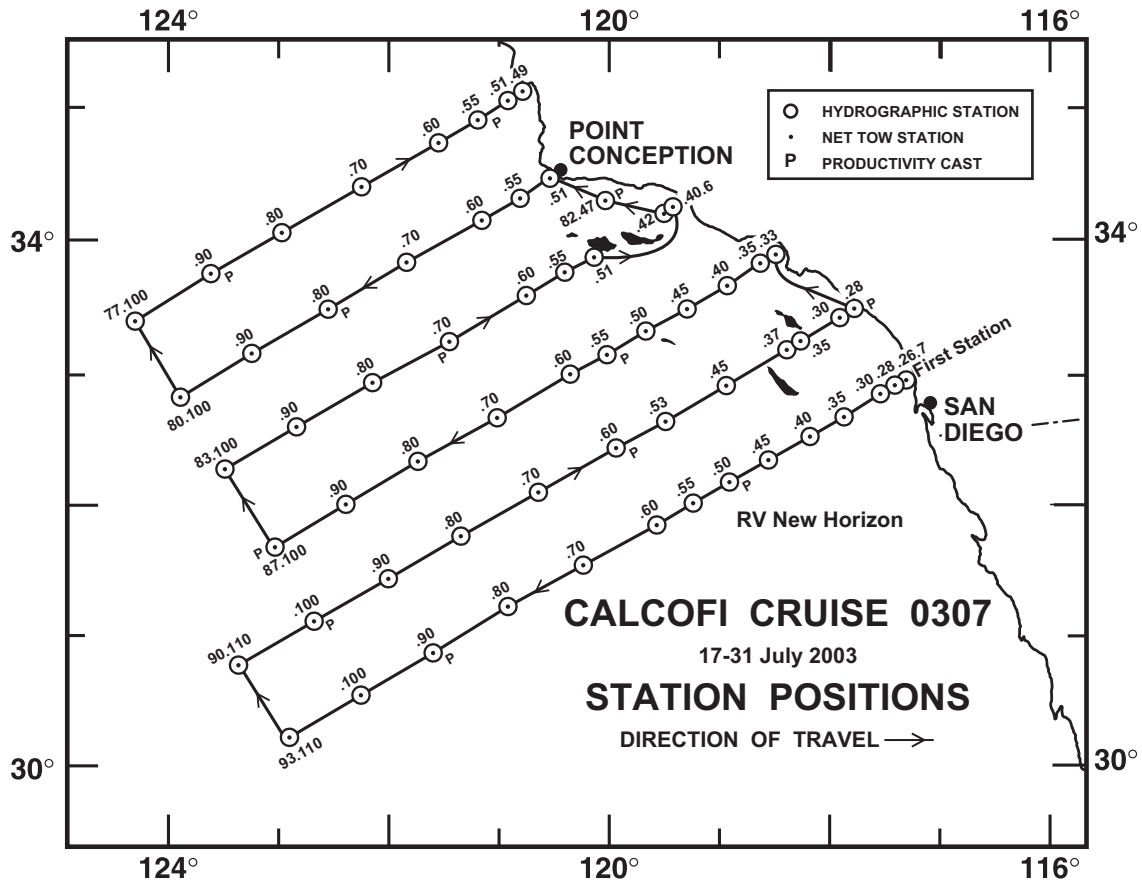 124° 120° 116°
HYDROGRAPHIC STATION
NET TOW STATION
P PRODUCTIVITY CAST
POINT
CONCEPTION
34° 34°
77.100 .90 P .80 .70 .60 .55 P .51 .49
80.100 .90 .80 P .70 .60 .55 .51
82.47 P .42 .40.6
83.100 .90 .80 .70 P .60 .55 .51
87.100 P .90 .80 .70 .60 .55 P .50 .45 .40 .35 .33
90.110 .100 P .90 .80 .70 .60 P .53 .45 .37 .35 .30 .28 P
93.110 .100 .90 P .80 .70 .60 .55 .50 P .45 .40 .35 .30 .28 .26.7
First Station
SAN
DIEGO
RV New Horizon
CALCOFI CRUISE 0307
17-31 July 2003
STATION POSITIONS
DIRECTION OF TRAVEL
30° 30°
124° 120° 116°